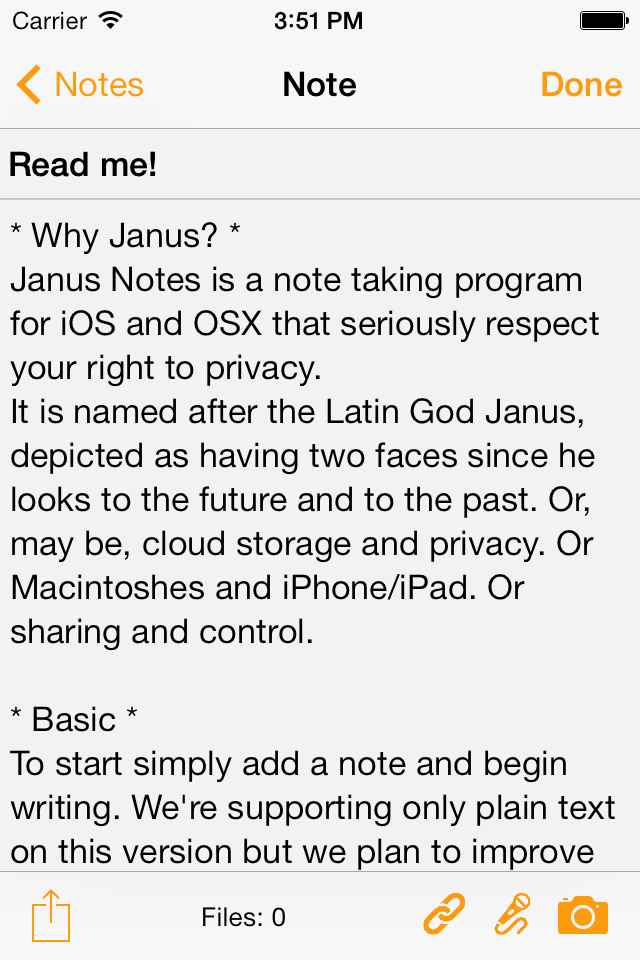 Carrier 3:51 PM
Notes Note Done
Read me!
* Why Janus? *
Janus Notes is a note taking program
for iOS and OSX that seriously respect
your right to privacy.
It is named after the Latin God Janus,
depicted as having two faces since he
looks to the future and to the past. Or,
may be, cloud storage and privacy. Or
Macintoshes and iPhone/iPad. Or
sharing and control.
* Basic *
To start simply add a note and begin
writing. We're supporting only plain text
on this version but we plan to improve
Files: 0